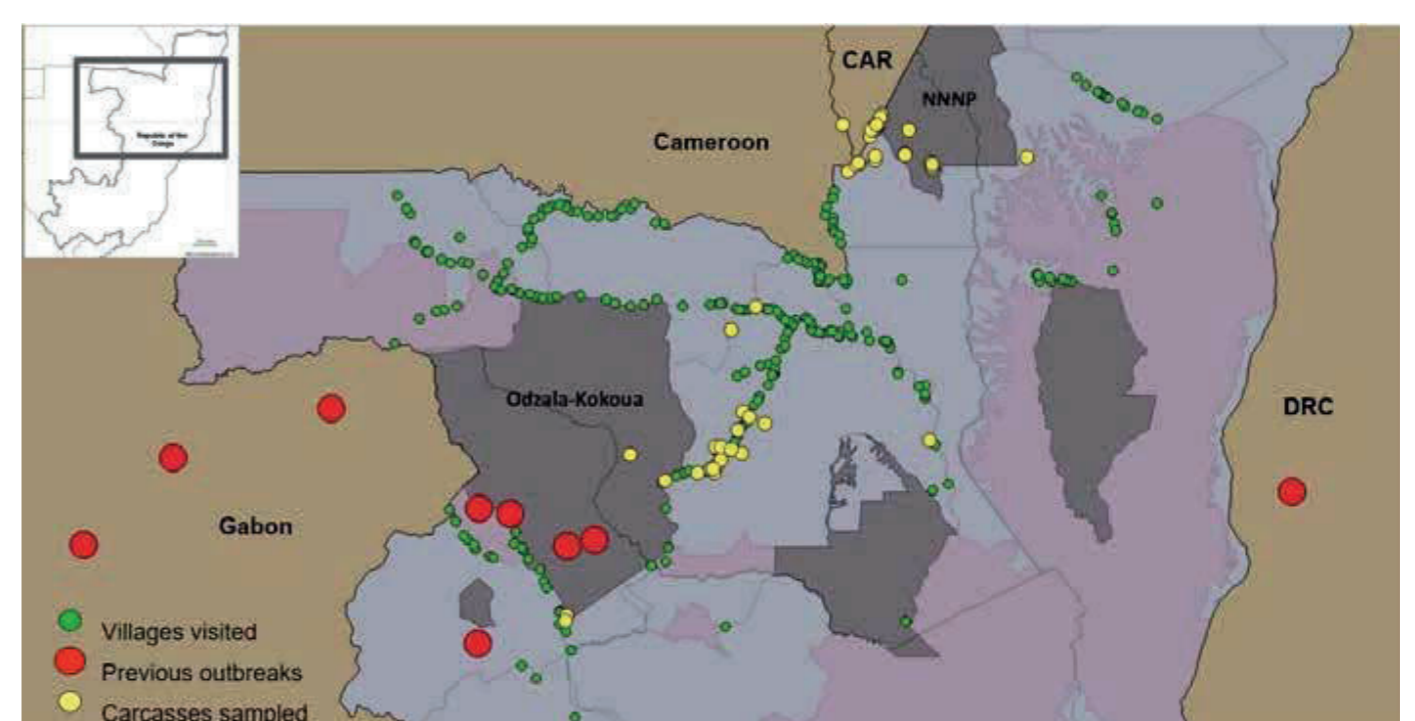 Republic of the
Congo
CAR
NNNP
Cameroon
Odzala-Kokoua
DRC
Gabon
Villages visited
Previous outbreaks
Carcasses sampled